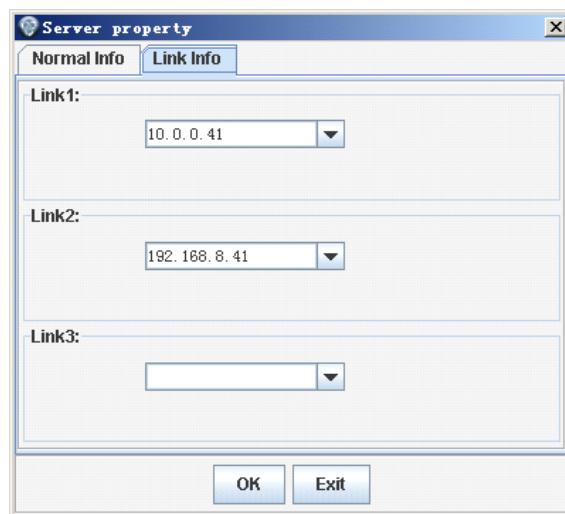 Server property
Normal Info Link Info
Link1:
10.0.0.41
Link2:
192.168.8.41
Link3:
OK Exit